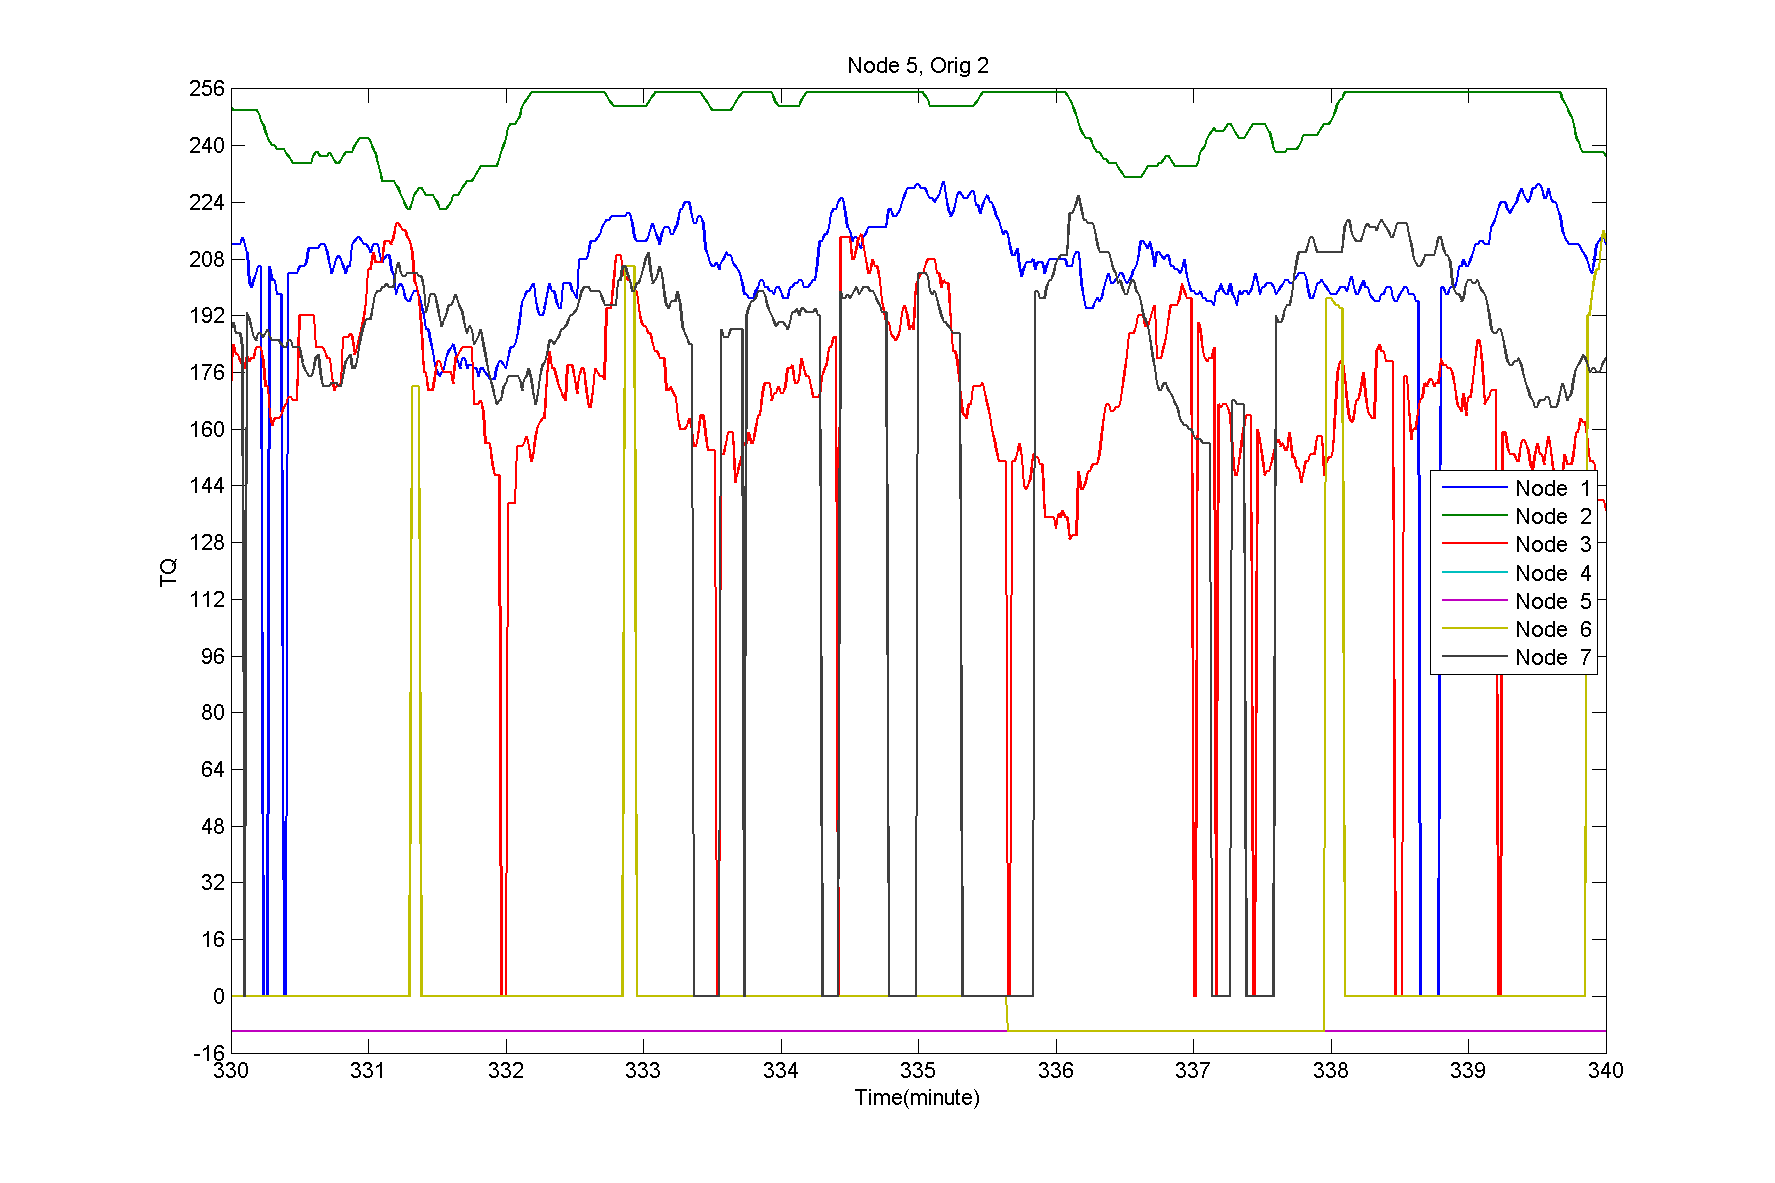 Node 5, Orig 2
256
240
224
208
192
176
160
144
128
112
96
80
64
48
32
16
0
-16
TQ
330 331 332 333 334 335 336 337 338 339 340
Time(minute)
Node 1
Node 2
Node 3
Node 4
Node 5
Node 6
Node 7